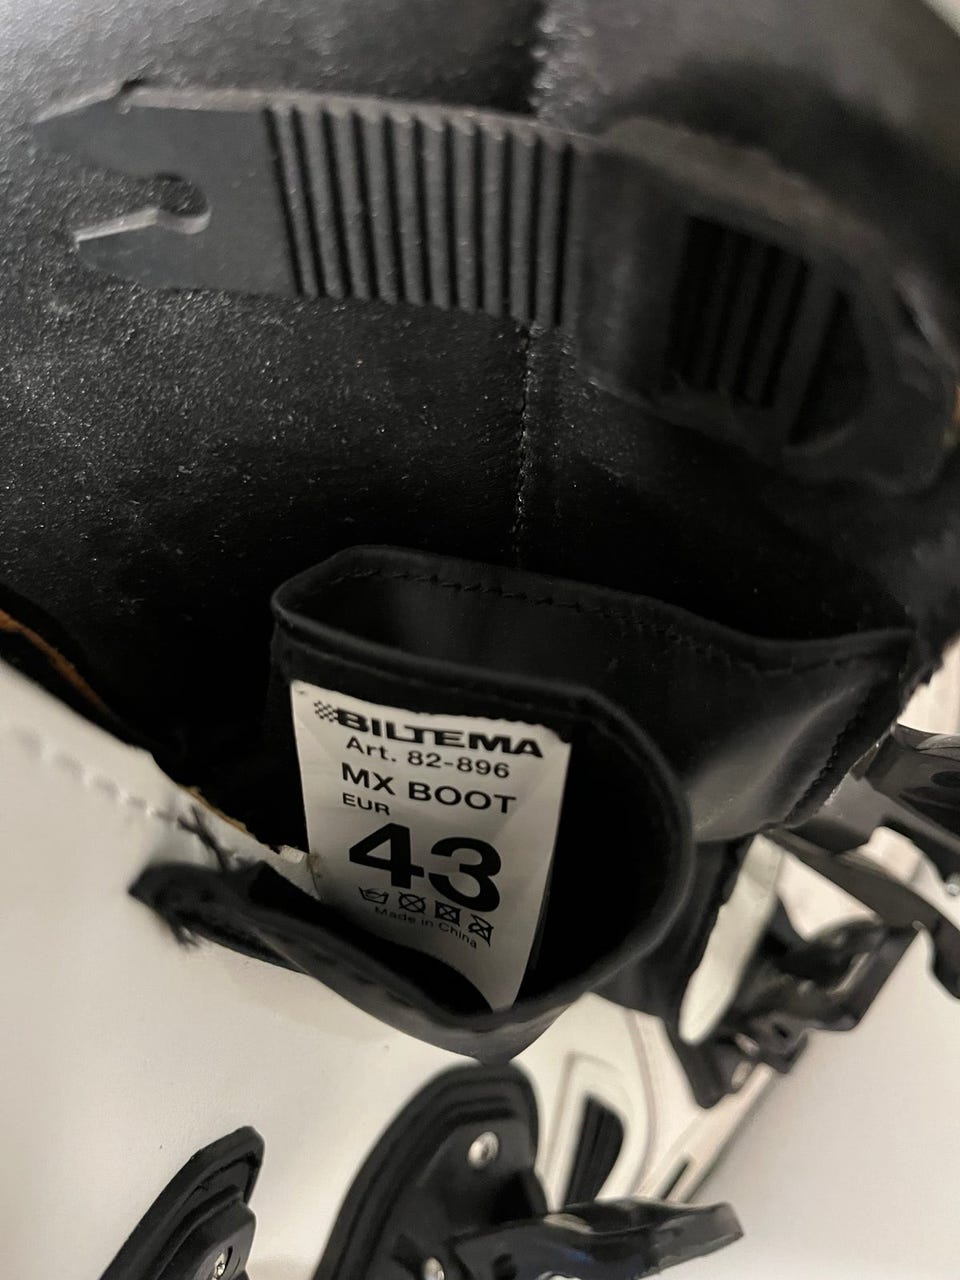 BILTEMA
Art. 82-896
MX BOOT
EUR
43
Made in China